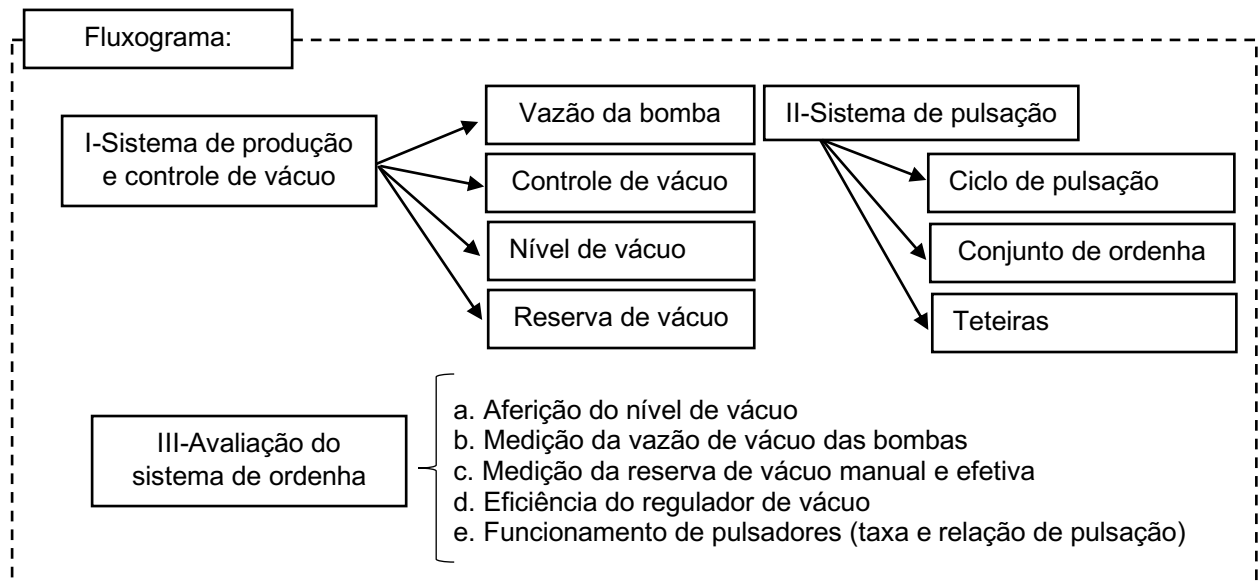 Fluxograma:
I-Sistema de produção
e controle de vácuo
Vazão da bomba
Controle de vácuo
Nível de vácuo
Reserva de vácuo
II-Sistema de pulsação
Ciclo de pulsação
Conjunto de ordenha
Teteiras
III-Avaliação do
sistema de ordenha
a. Aferição do nível de vácuo
b. Medição da vazão de vácuo das bombas
c. Medição da reserva de vácuo manual e efetiva
d. Eficiência do regulador de vácuo
e. Funcionamento de pulsadores (taxa e relação de pulsação)